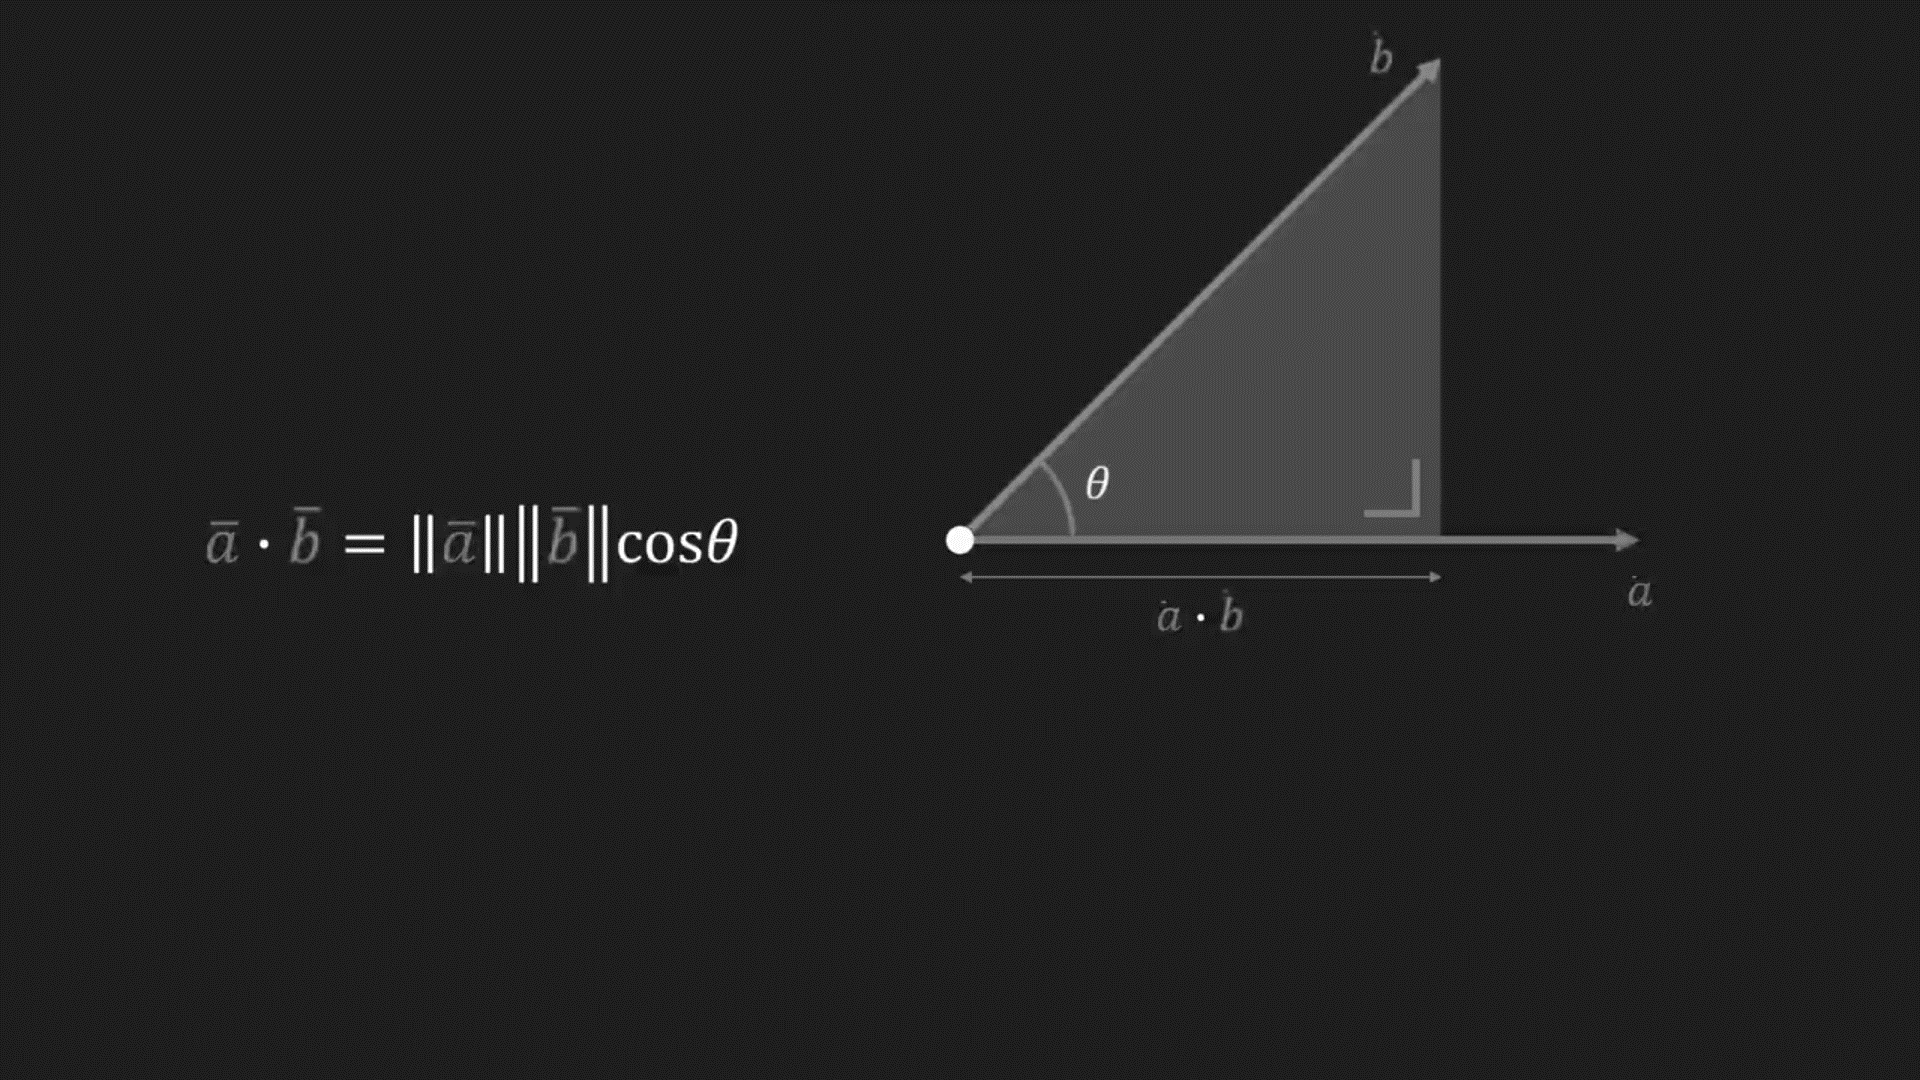 b̄
θ
a̅ · b̅ = ||a̅|| ||b̅|| cosθ
a̅
a̅ · b̅